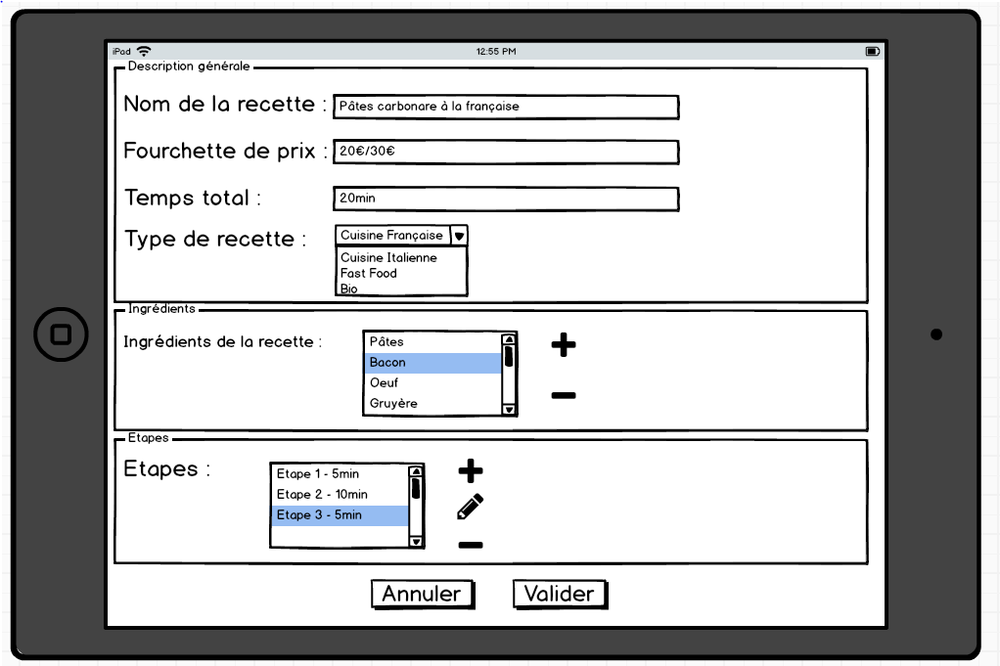 iPad 12:55 PM
Description générale
Nom de la recette : Pâtes carbonare à la française
Fourchette de prix : 20€/30€
Temps total : 20min
Type de recette : Cuisine Française
Cuisine Italienne
Fast Food
Bio
Ingrédients
Ingrédients de la recette : Pâtes
Bacon
Oeuf
Gruyère
Etapes
Etapes : Etape 1 - 5min
Etape 2 - 10min
Etape 3 - 5min
Annuler Valider